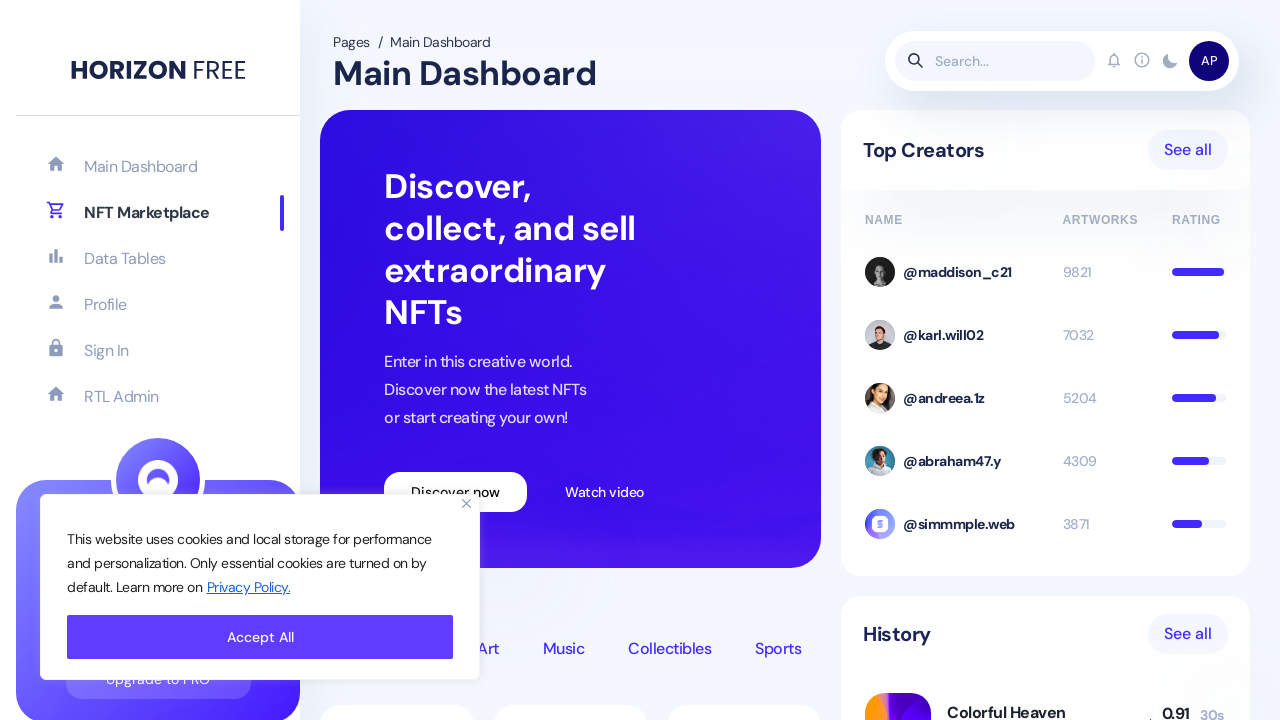 HORIZON FREE
Main Dashboard
NFT Marketplace
Data Tables
Profile
Sign In
RTL Admin
Upgrade to PRO
Pages / Main Dashboard
Main Dashboard
Search...
AP
Discover,
collect, and sell
extraordinary
NFTs
Enter in this creative world.
Discover now the latest NFTs
or start creating your own!
Discover now
Watch video
Art
Music
Collectibles
Sports
Top Creators
See all
NAME ARTWORKS RATING
@maddison_c21 9821
@karl.will02 7032
@andreea.1z 5204
@abraham47.y 4309
@simmmple.web 3871
History
See all
Colorful Heaven
0.91 30s
This website uses cookies and local storage for performance
and personalization. Only essential cookies are turned on by
default. Learn more on Privacy Policy.
Accept All